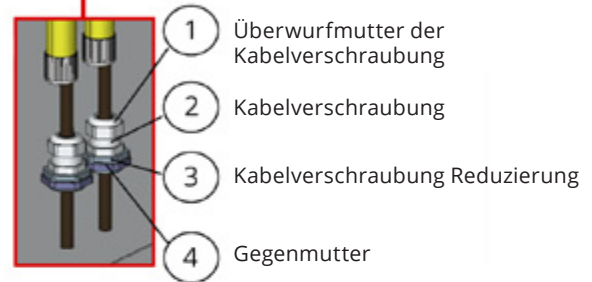 1 Überwurfmutter der
Kabelverschraubung
2 Kabelverschraubung
3 Kabelverschraubung Reduzierung
4 Gegenmutter